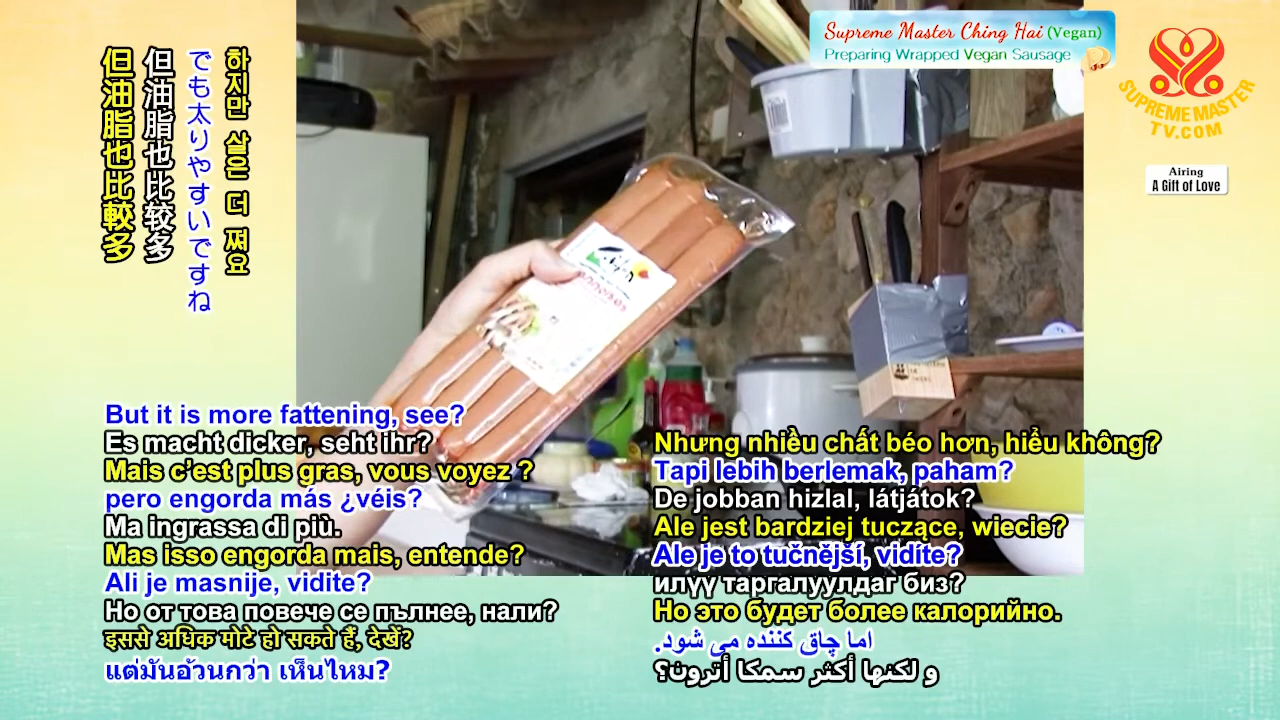 Supreme Master Ching Hai (Vegan)
Preparing Wrapped Vegan Sausage
SUPREME MASTER
TV.COM
Airing
A Gift of Love
하지만 살은 더 쪄요
でも太りやすいですね
但油脂也比较多
但油脂也比較多
But it is more fattening, see?
Es macht dicker, seht ihr?
Mais c’est plus gras, vous voyez ?
pero engorda más ¿véis?
Ma ingrassa di più.
Mas isso engorda mais, entende?
Ali je masnije, vidite?
Но от това повече се пълнее, нали?
इससे अधिक मोटे हो सकते हैं, देखें?
แต่มันอ้วนกว่า เห็นไหม?
Nhưng nhiều chất béo hơn, hiểu không?
Tapi lebih berlemak, paham?
De jobban hizlal, látjátok?
Ale jest bardziej tuczące, wiecie?
Ale je to tučnější, vidíte?
илүү таргалуулдаг биз?
Но это будет более калорийно.
اما چاق کننده می شود.
و لكنها أكثر سمكا أترون؟